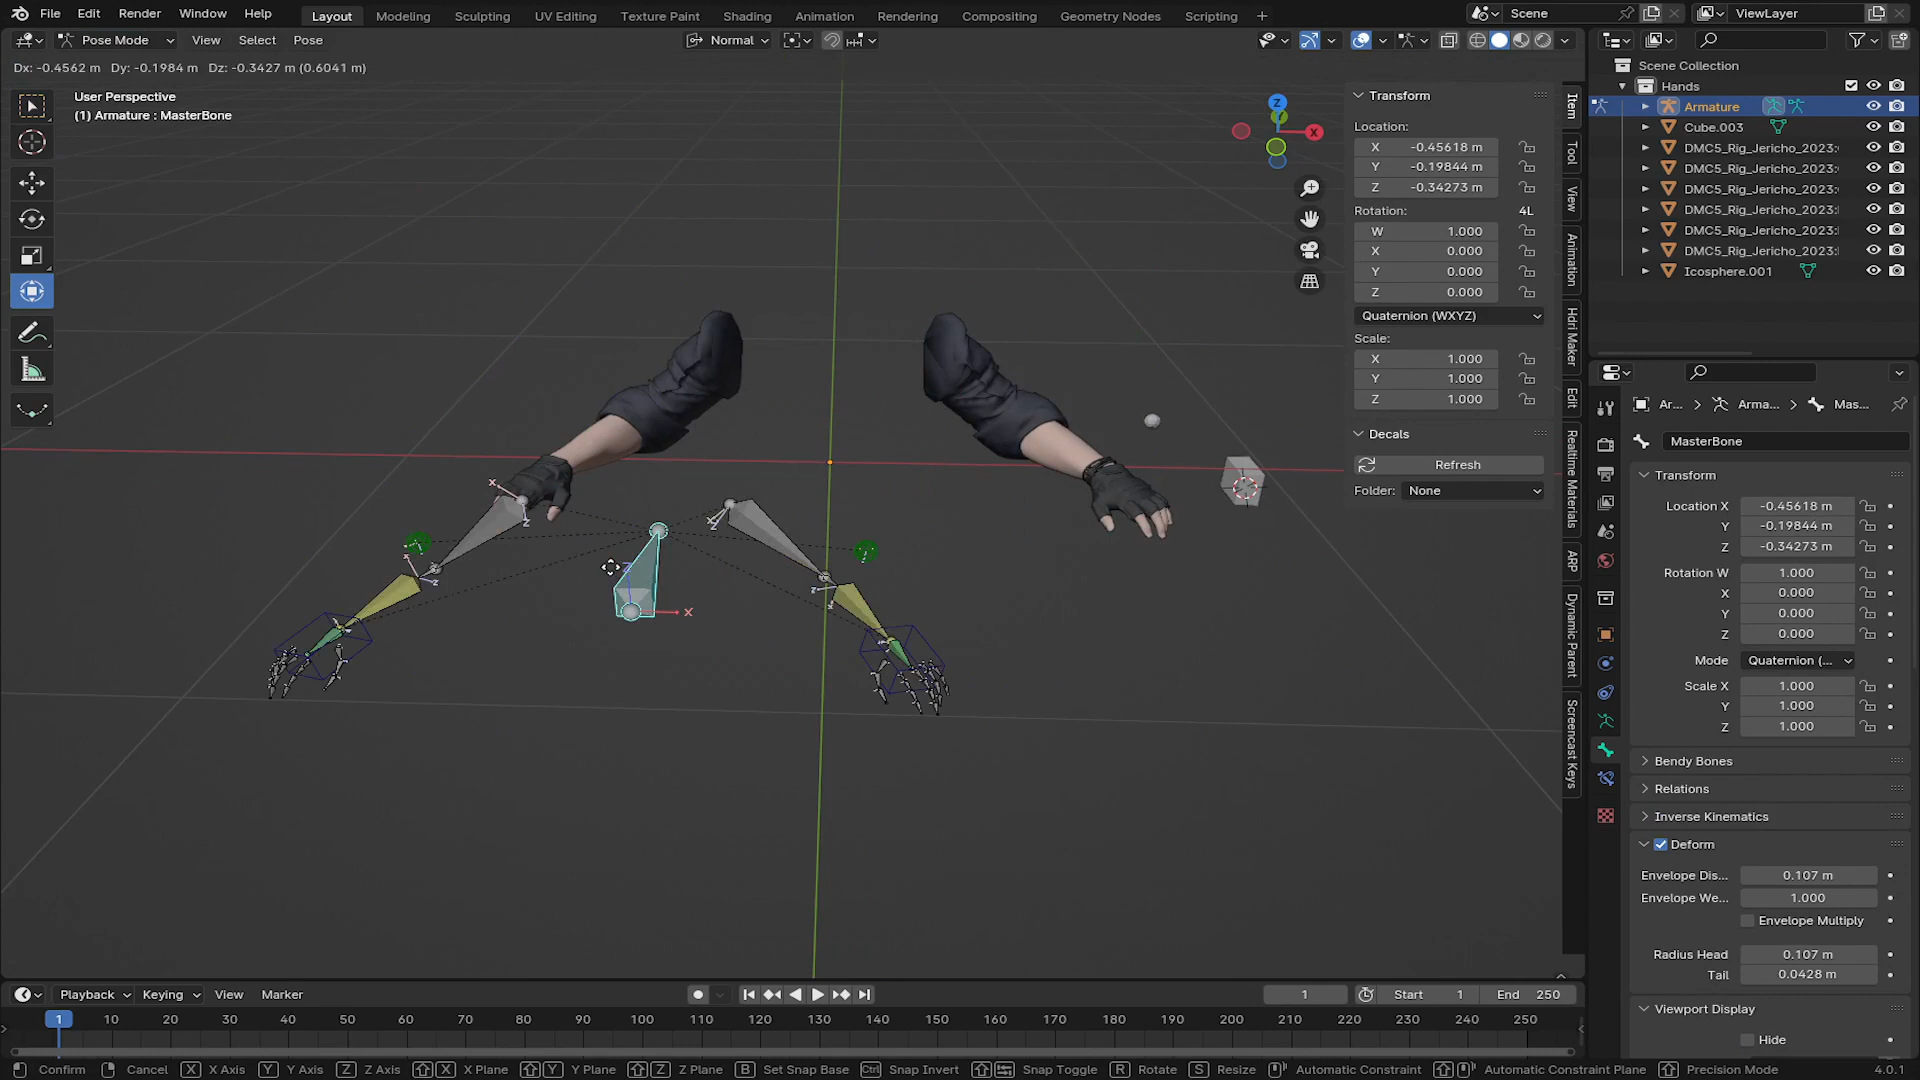 File Edit Render Window Help Layout Modeling Sculpting UV Editing Texture Paint Shading Animation Rendering Compositing Geometry Nodes Scripting + Scene ViewLayer
Pose Mode View Select Pose Normal
Dx: -0.4562 m Dy: -0.1984 m Dz: -0.3427 m (0.6041 m)
User Perspective
(1) Armature : MasterBone
Z
X
X
Z
X
Z
Z
Z
X
Transform
Location:
X -0.45618 m
Y -0.19844 m
Z -0.34273 m
Rotation: 4L
W 1.000
X 0.000
Y 0.000
Z 0.000
Quaternion (WXYZ)
Scale:
X 1.000
Y 1.000
Z 1.000
Decals
Refresh
Folder: None
Item
Tool
View
Animation
Hdri Maker
Edit
Realtime Materials
ARP
Dynamic Parent
Screencast Keys
Scene Collection
Hands
Armature
Cube.003
DMC5_Rig_Jericho_2023:
DMC5_Rig_Jericho_2023:
DMC5_Rig_Jericho_2023:
DMC5_Rig_Jericho_2023:
DMC5_Rig_Jericho_2023:
DMC5_Rig_Jericho_2023:
Icosphere.001
Ar... Arma... Mas...
MasterBone
Transform
Location X -0.45618 m
Y -0.19844 m
Z -0.34273 m
Rotation W 1.000
X 0.000
Y 0.000
Z 0.000
Mode Quaternion (...
Scale X 1.000
Y 1.000
Z 1.000
Bendy Bones
Relations
Inverse Kinematics
Deform
Envelope Dis... 0.107 m
Envelope We... 1.000
Envelope Multiply
Radius Head 0.107 m
Tail 0.0428 m
Viewport Display
Hide
Playback Keying View Marker 1 Start 1 End 250
1 10 20 30 40 50 60 70 80 90 100 110 120 130 140 150 160 170 180 190 200 210 220 230 240 250
Confirm Cancel X X Axis Y Y Axis Z Z Axis X X Plane Y Y Plane Z Z Plane B Set Snap Base Ctrl Snap Invert Snap Toggle R Rotate S Resize Automatic Constraint Automatic Constraint Plane Precision Mode 4.0.1